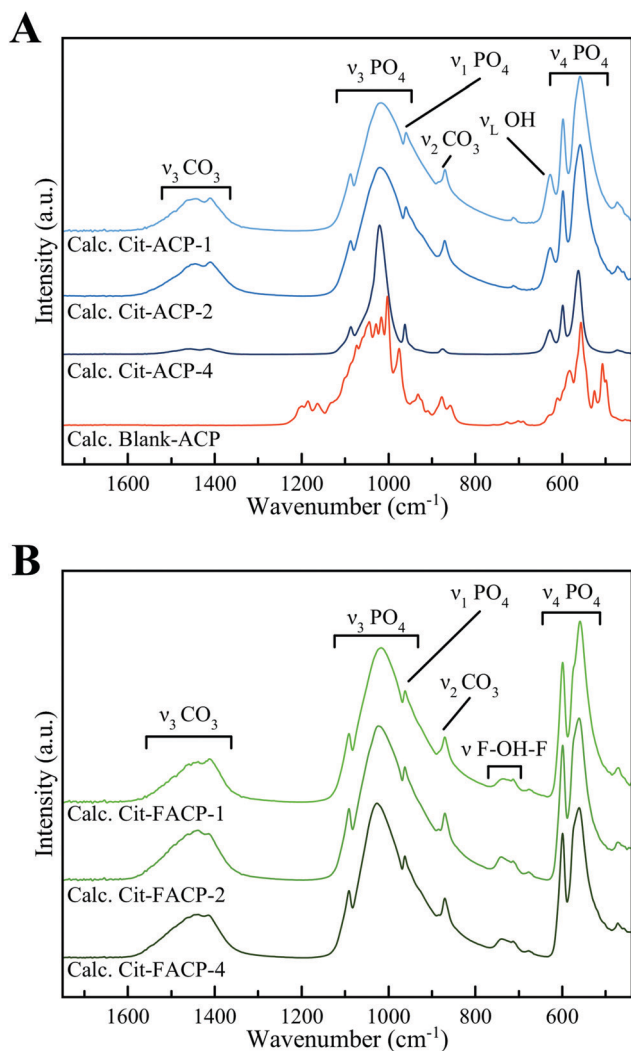 A
ν3 PO4
ν1 PO4
ν4 PO4
ν2 CO3
νL OH
ν3 CO3
Calc. Cit-ACP-1
Calc. Cit-ACP-2
Calc. Cit-ACP-4
Calc. Blank-ACP
Intensity (a.u.)
1600 1400 1200 1000 800 600
Wavenumber (cm-1)
B
ν1 PO4
ν4 PO4
ν3 PO4
ν2 CO3
ν3 CO3
ν F-OH-F
Calc. Cit-FACP-1
Calc. Cit-FACP-2
Calc. Cit-FACP-4
Intensity (a.u.)
1600 1400 1200 1000 800 600
Wavenumber (cm-1)